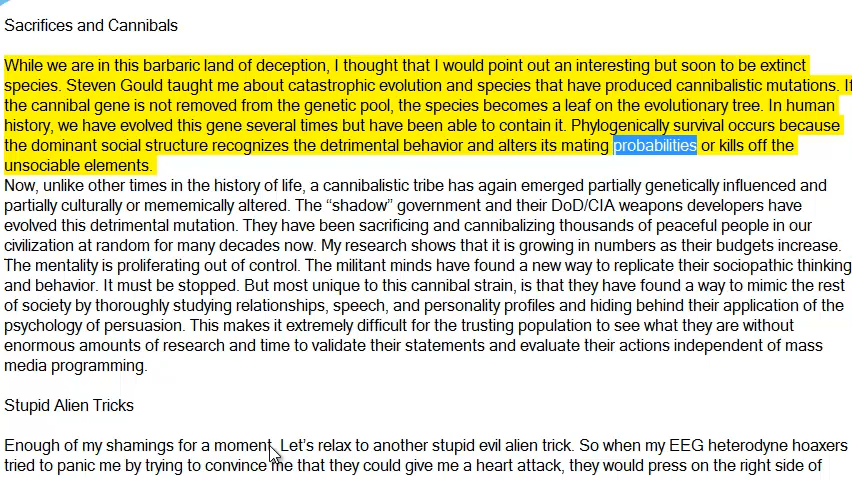 Sacrifices and Cannibals
While we are in this barbaric land of deception, I thought that I would point out an interesting but soon to be extinct
species. Steven Gould taught me about catastrophic evolution and species that have produced cannibalistic mutations. If
the cannibal gene is not removed from the genetic pool, the species becomes a leaf on the evolutionary tree. In human
history, we have evolved this gene several times but have been able to contain it. Phylogenically survival occurs because
the dominant social structure recognizes the detrimental behavior and alters its mating probabilities or kills off the
unsociable elements.
Now, unlike other times in the history of life, a cannibalistic tribe has again emerged partially genetically influenced and
partially culturally or mememically altered. The “shadow” government and their DoD/CIA weapons developers have
evolved this detrimental mutation. They have been sacrificing and cannibalizing thousands of peaceful people in our
civilization at random for many decades now. My research shows that it is growing in numbers as their budgets increase.
The mentality is proliferating out of control. The militant minds have found a new way to replicate their sociopathic thinking
and behavior. It must be stopped. But most unique to this cannibal strain, is that they have found a way to mimic the rest
of society by thoroughly studying relationships, speech, and personality profiles and hiding behind their application of the
psychology of persuasion. This makes it extremely difficult for the trusting population to see what they are without
enormous amounts of research and time to validate their statements and evaluate their actions independent of mass
media programming.
Stupid Alien Tricks
Enough of my shamings for a moment. Let’s relax to another stupid evil alien trick. So when my EEG heterodyne hoaxers
tried to panic me by trying to convince me that they could give me a heart attack, they would press on the right side of